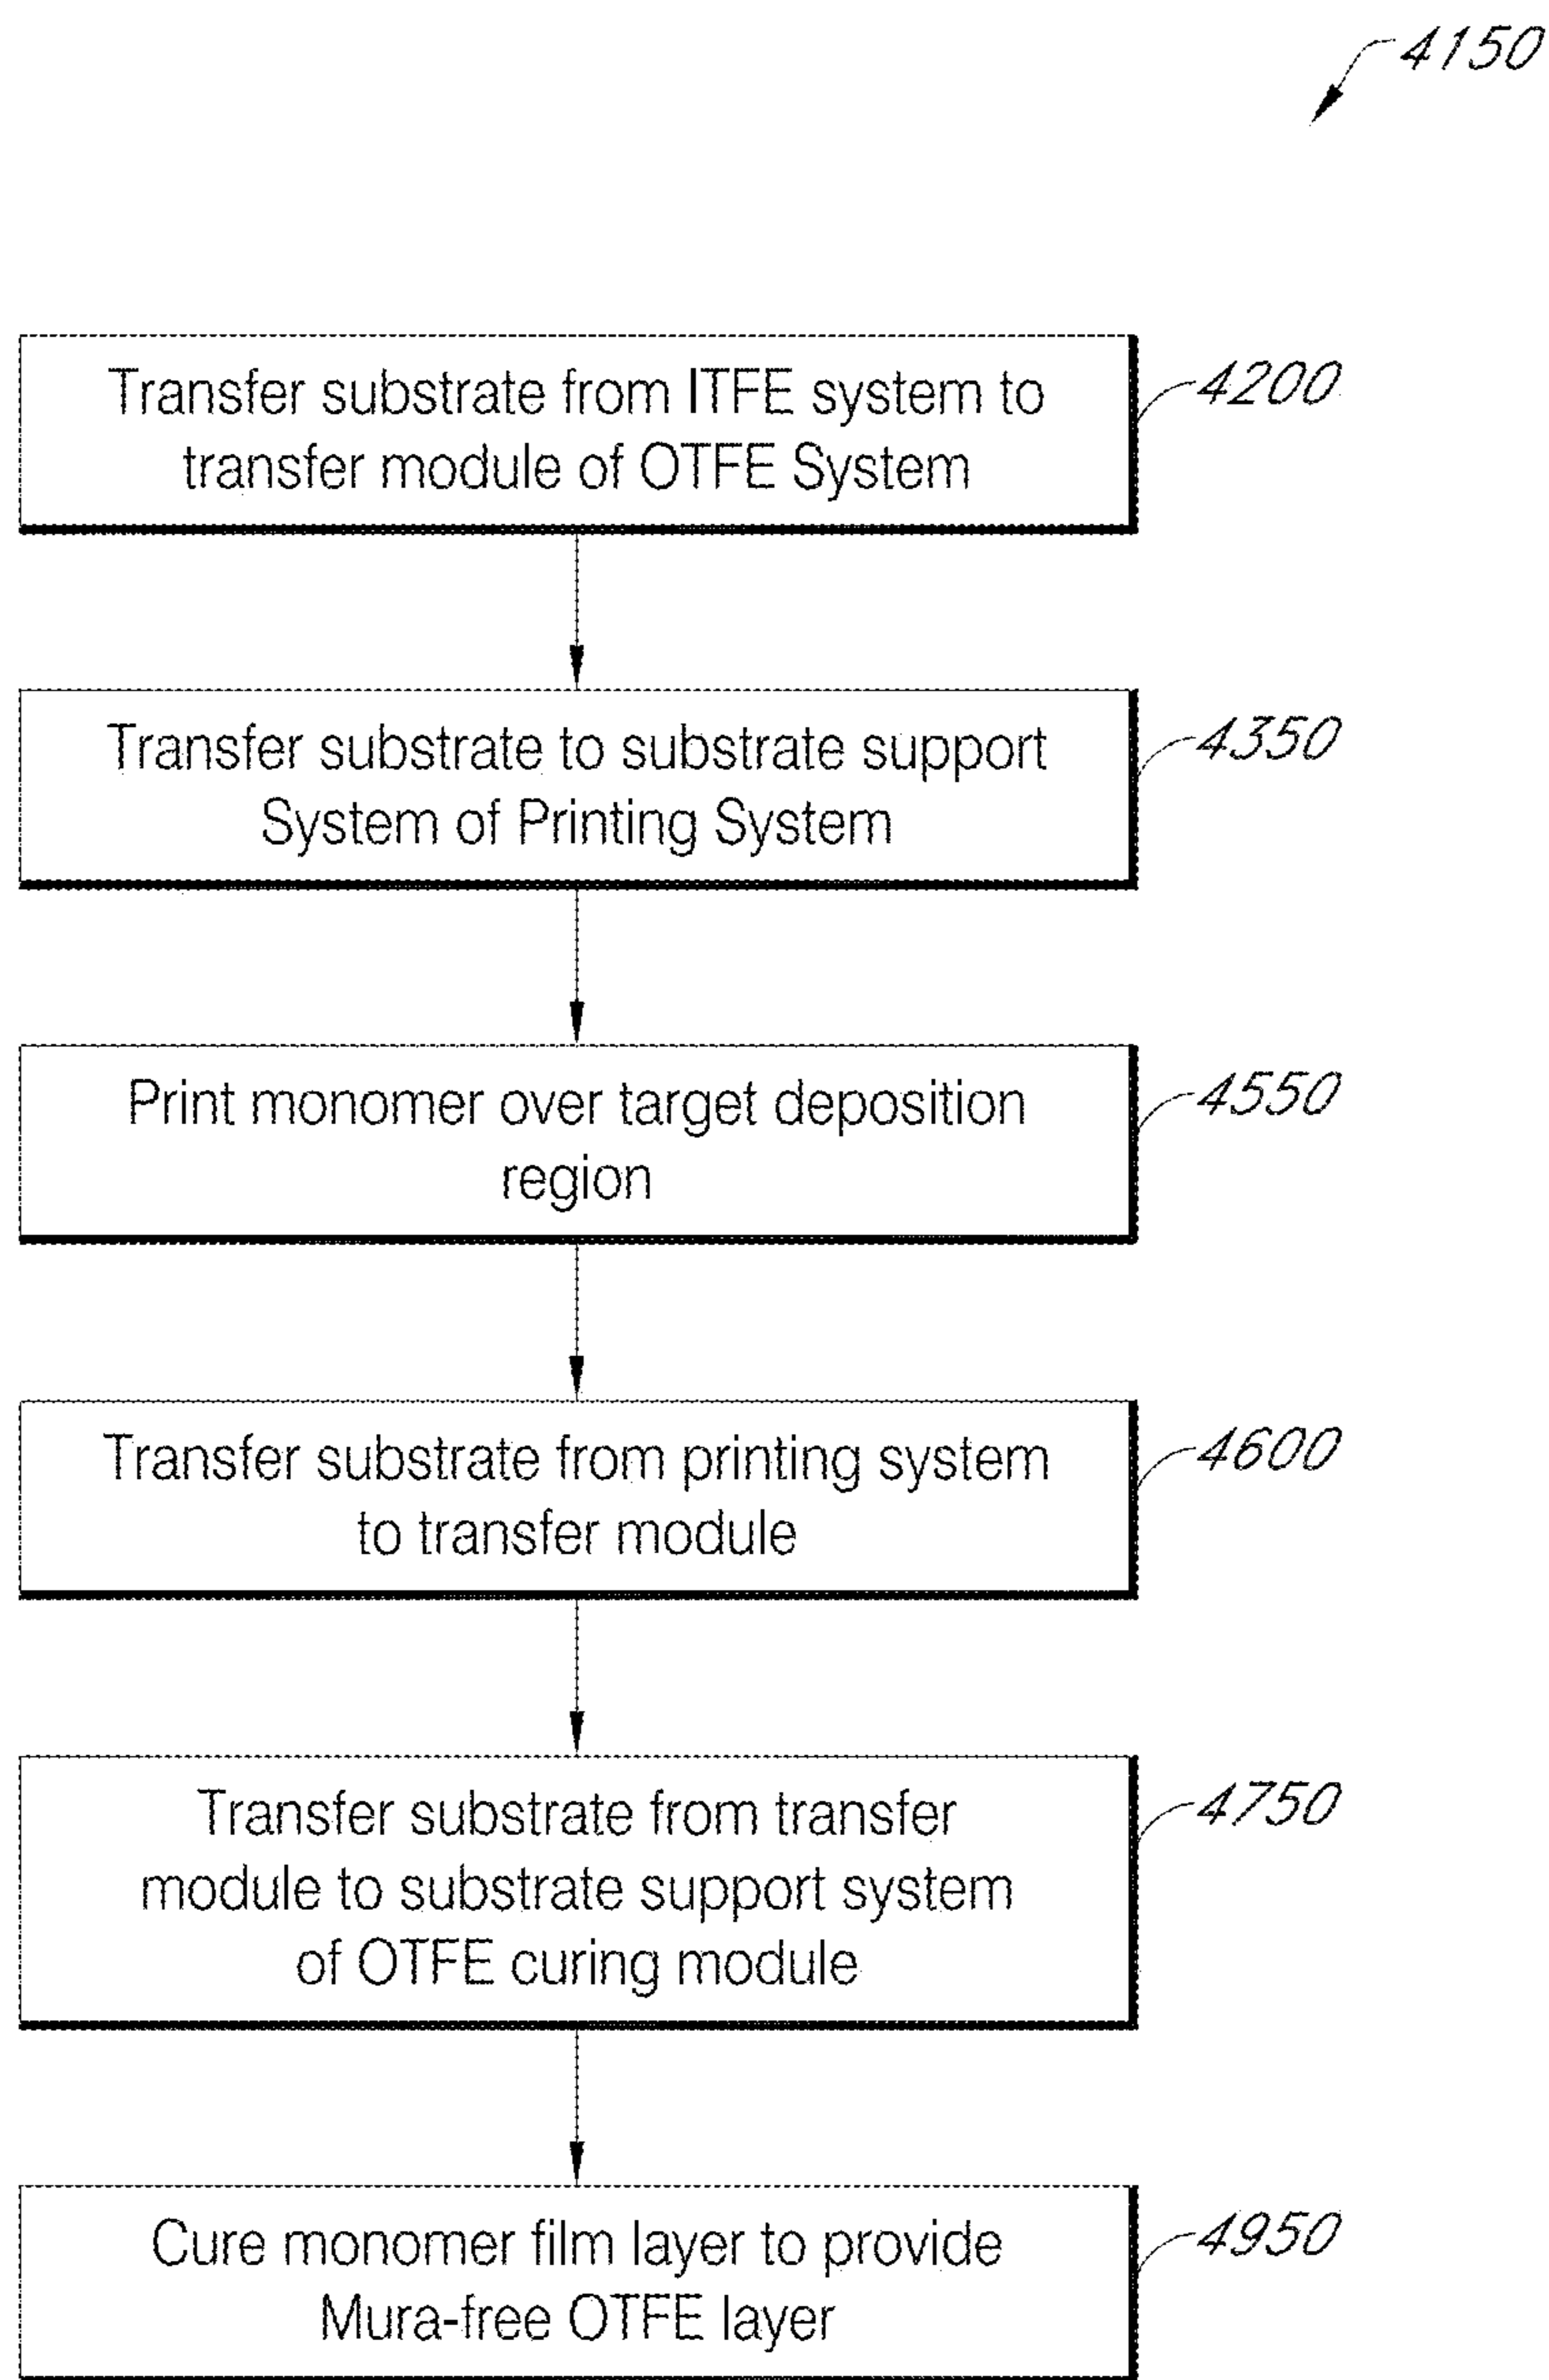 4150
Transfer substrate from ITFE system to
transfer module of OTFE System
4200
Transfer substrate to substrate support
System of Printing System
4350
Print monomer over target deposition
region
4550
Transfer substrate from printing system
to transfer module
4600
Transfer substrate from transfer
module to substrate support system
of OTFE curing module
4750
Cure monomer film layer to provide
Mura-free OTFE layer
4950